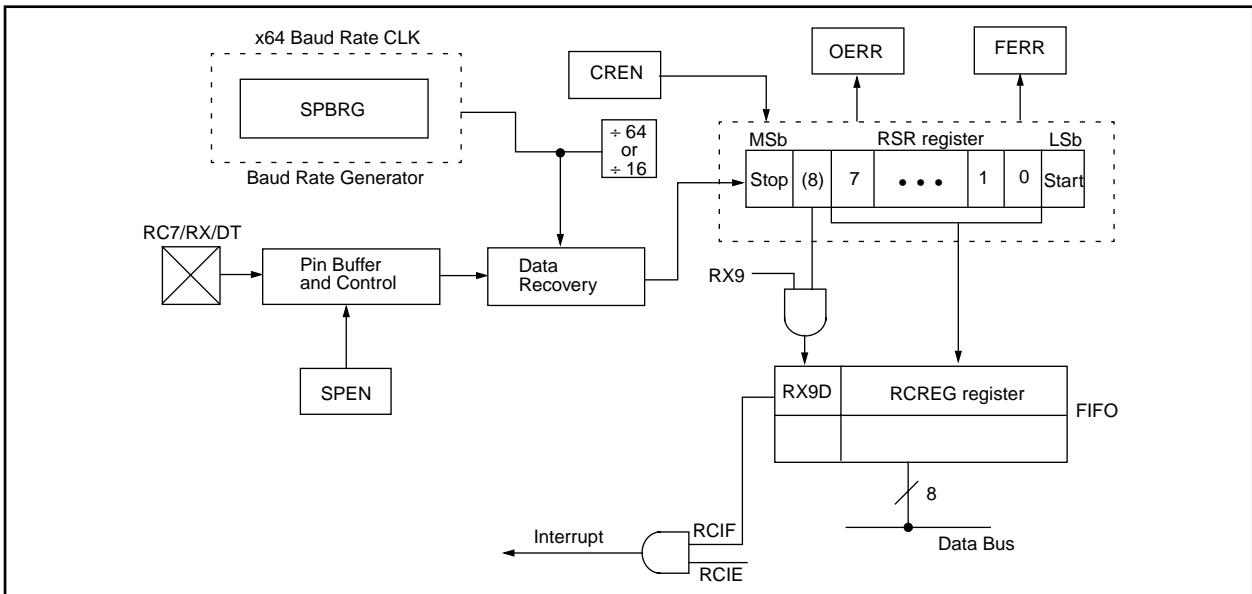 x64 Baud Rate CLK
SPBRG
Baud Rate Generator
÷ 64
or
÷ 16
CREN
OERR
FERR
MSb
RSR register
LSb
Stop
(8)
7
• • •
1
0
Start
RC7/RX/DT
Pin Buffer
and Control
Data
Recovery
SPEN
RX9
RX9D
RCREG register
FIFO
8
Data Bus
Interrupt
RCIF
RCIE